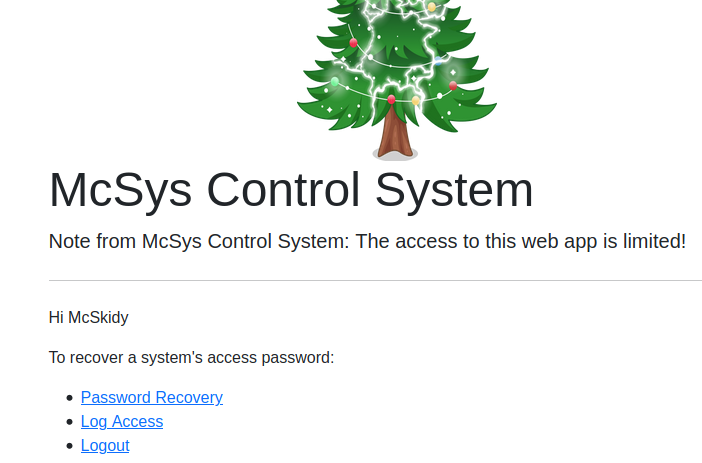 McSys Control System
Note from McSys Control System: The access to this web app is limited!
Hi McSkidy
To recover a system's access password:
Password Recovery
Log Access
Logout